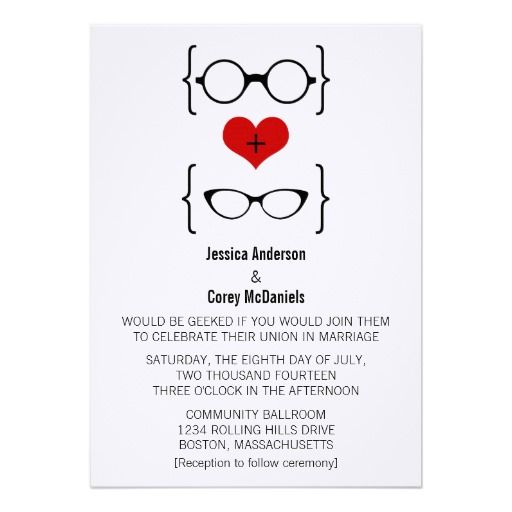 { }
+
{ }
Jessica Anderson
&
Corey McDaniels
WOULD BE GEEKED IF YOU WOULD JOIN THEM
TO CELEBRATE THEIR UNION IN MARRIAGE
SATURDAY, THE EIGHTH DAY OF JULY,
TWO THOUSAND FOURTEEN
THREE O'CLOCK IN THE AFTERNOON
COMMUNITY BALLROOM
1234 ROLLING HILLS DRIVE
BOSTON, MASSACHUSETTS
[Reception to follow ceremony]